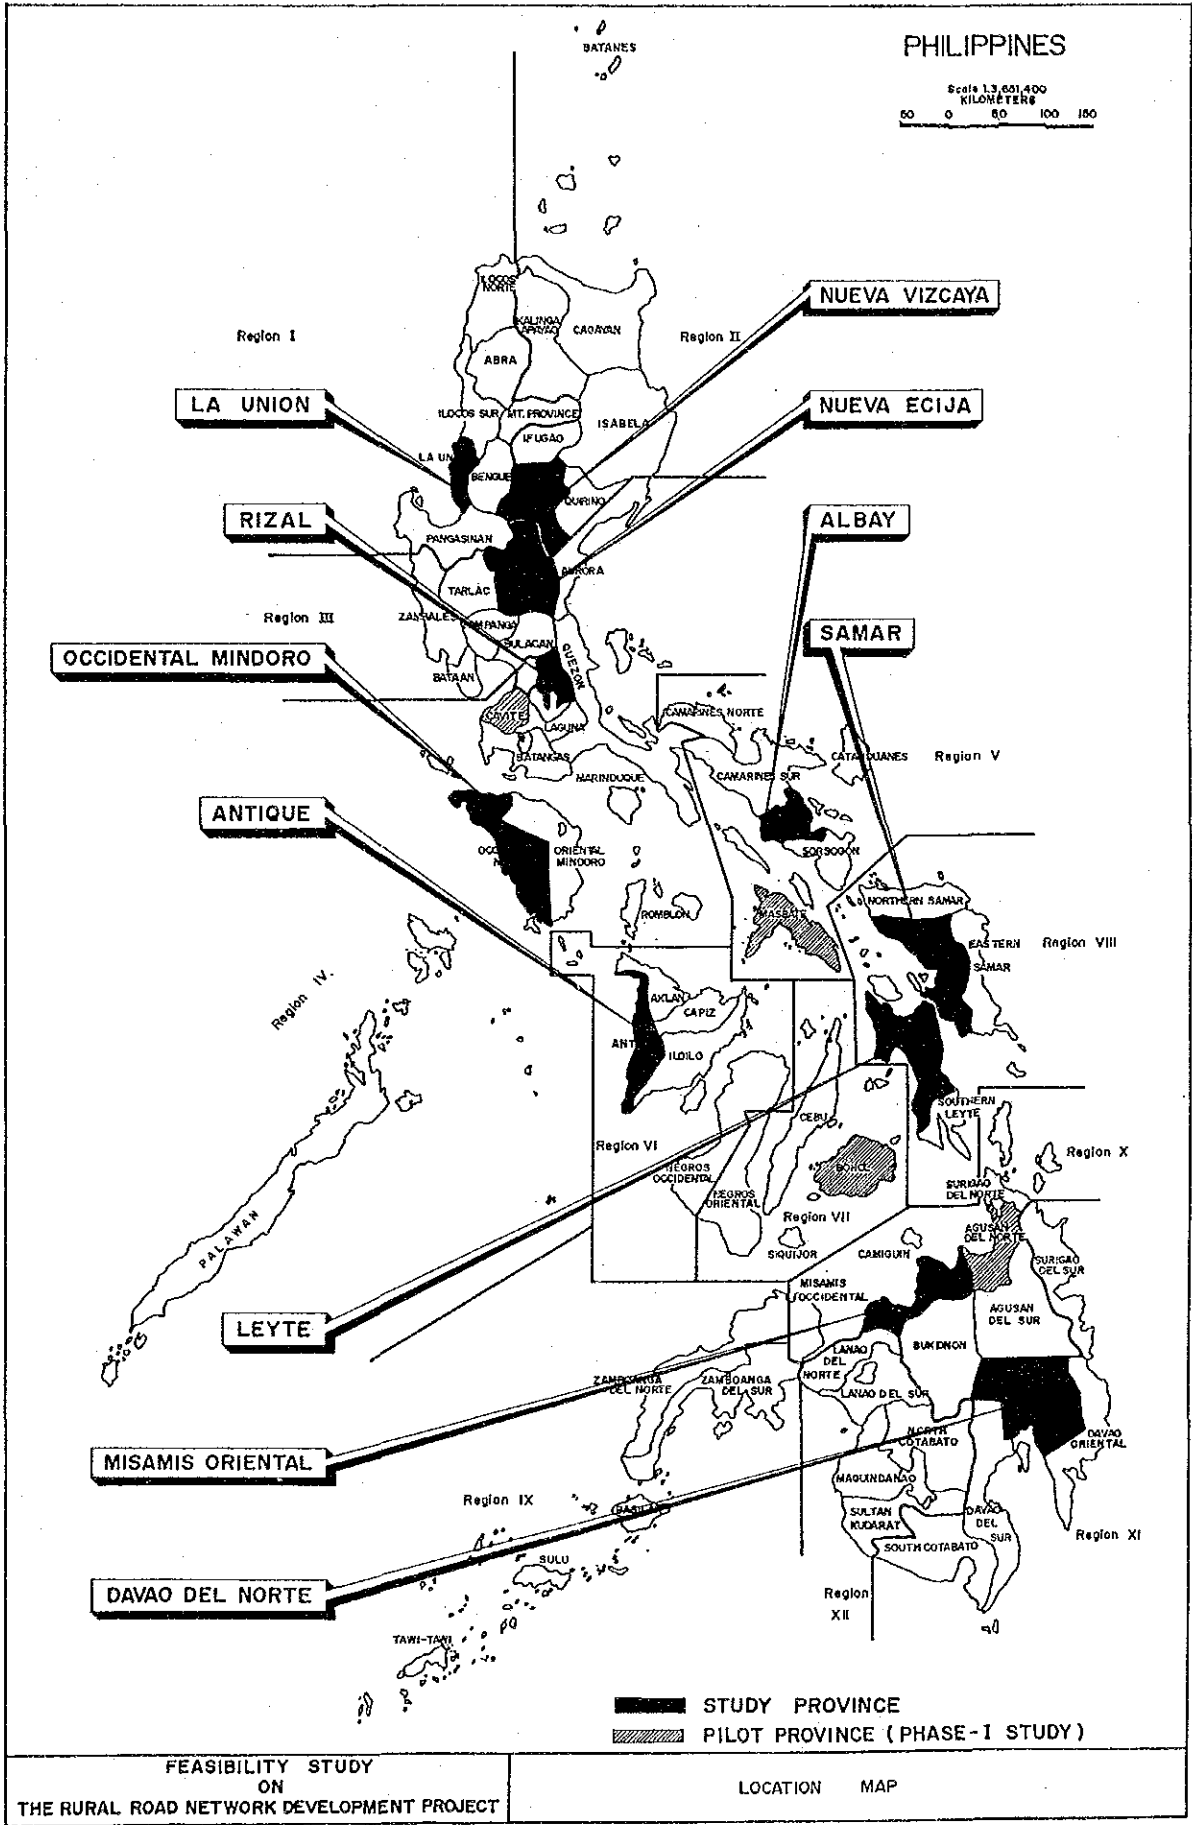 BATANES
PHILIPPINES
Scale 1:3,681,400
KILOMETERS
50 0 50 100 150
ILOCOS
NORTE
KALINGA
APAYAO
CAGAYAN
NUEVA VIZCAYA
Region I
Region II
ABRA
LA UNION
ILOCOS SUR
MT. PROVINCE
ISABELA
NUEVA ECIJA
IFUGAO
LA UN
BENGUE
QUIRINO
RIZAL
ALBAY
PANGASINAN
AURORA
TARLAC
Region III
ZAMBALES
PAMPANGA
BULACAN
SAMAR
OCCIDENTAL MINDORO
QUEZON
BATAAN
CAVITE
LAGUNA
CAMARINES NORTE
BATANGAS
CATANDUANES
Region V
MARINDUQUE
CAMARINES SUR
ANTIQUE
ORIENTAL
MINDORO
SORSOGON
ROMBLON
MASBATE
NORTHERN SAMAR
EASTERN
SAMAR
Region VIII
Region IV.
AKLAN
CAPIZ
ANT
ILOILO
CEBU
SOUTHERN
LEYTE
Region VI
Region X
NEGROS
OCCIDENTAL
BOHOL
NEGROS
ORIENTAL
SURIGAO
DEL NORTE
PALAWAN
Region VII
AGUSAN
DEL NORTE
SIQUIJOR
CAMIGUIN
SURIGAO
DEL SUR
MISAMIS
OCCIDENTAL
AGUSAN
DEL SUR
LEYTE
BUKIDNON
LANAO
DEL
NORTE
ZAMBOANGA
DEL NORTE
ZAMBOANGA
DEL SUR
LANAO DEL SUR
NORTH
COTABATO
DAVAO
ORIENTAL
MISAMIS ORIENTAL
MAGUINDANAO
Region IX
BASILAN
SULTAN
KUDARAT
DAVAO
DEL
SUR
Region XI
SOUTH COTABATO
SULU
DAVAO DEL NORTE
Region
XII
TAWI-TAWI
STUDY PROVINCE
PILOT PROVINCE (PHASE-I STUDY)
FEASIBILITY STUDY
ON
THE RURAL ROAD NETWORK DEVELOPMENT PROJECT
LOCATION MAP